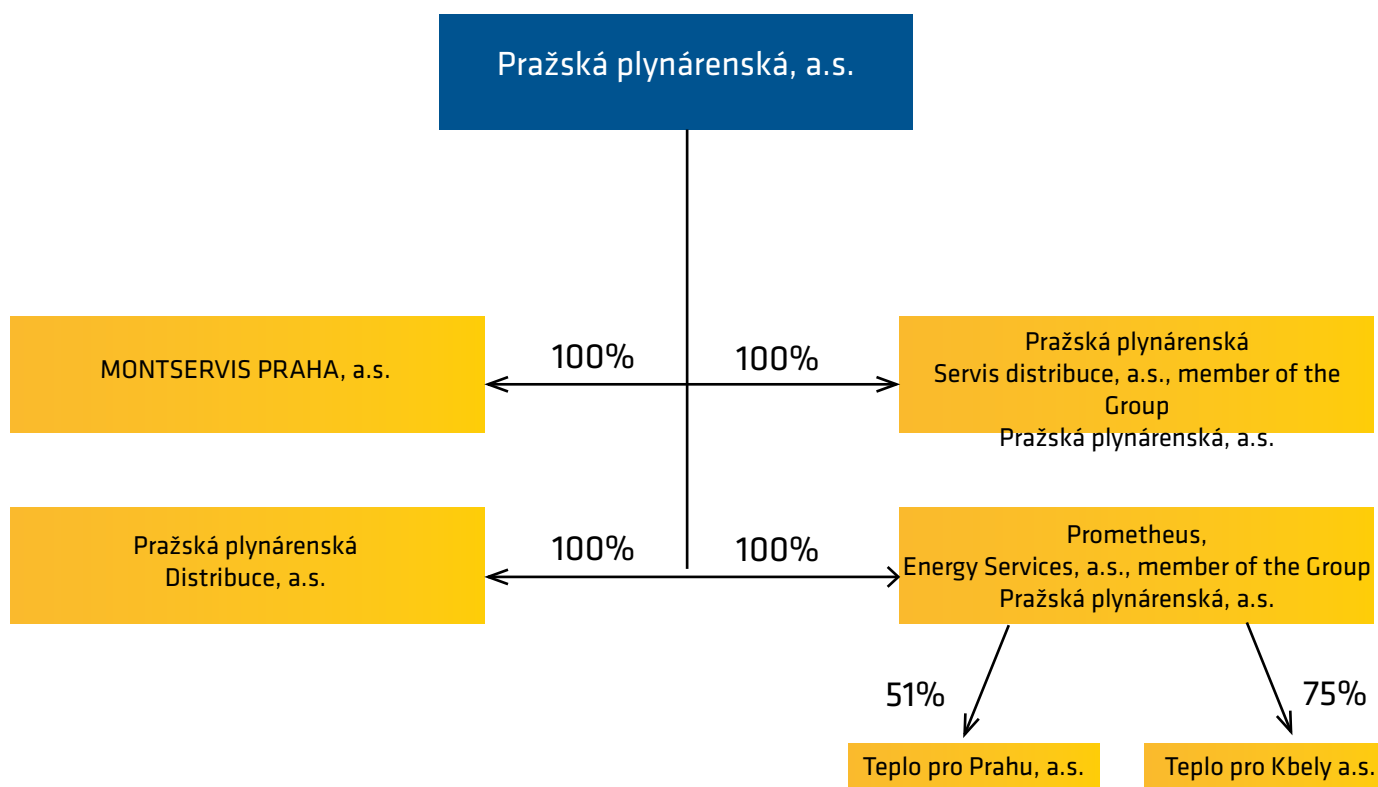 Pražská plynárenská, a.s.
MONTSERVIS PRAHA, a.s.
100%
100%
Pražská plynárenská
Servis distribuce, a.s., member of the
Group
Pražská plynárenská, a.s.
Pražská plynárenská
Distribuce, a.s.
100%
100%
Prometheus,
Energy Services, a.s., member of the Group
Pražská plynárenská, a.s.
51%
75%
Teplo pro Prahu, a.s.
Teplo pro Kbely a.s.